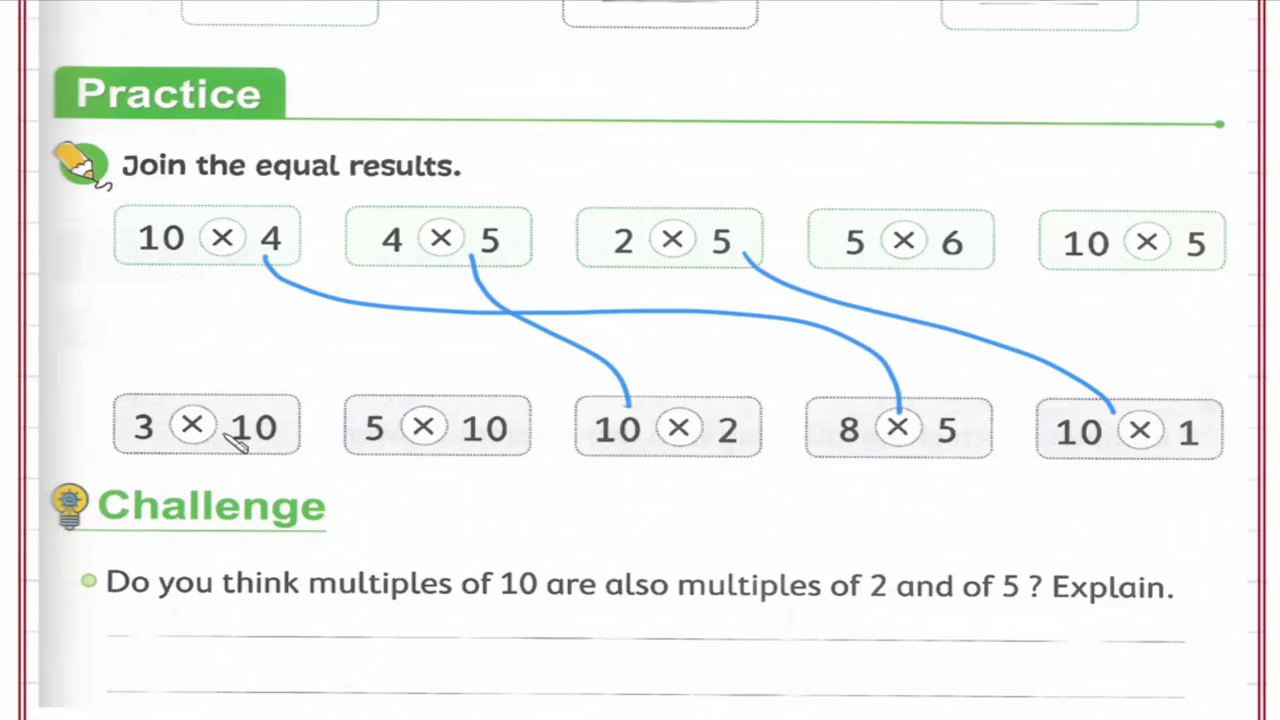 Practice
Join the equal results.
10 × 4 4 × 5 2 × 5 5 × 6 10 × 5
3 × 10 5 × 10 10 × 2 8 × 5 10 × 1
Challenge
Do you think multiples of 10 are also multiples of 2 and of 5 ? Explain.